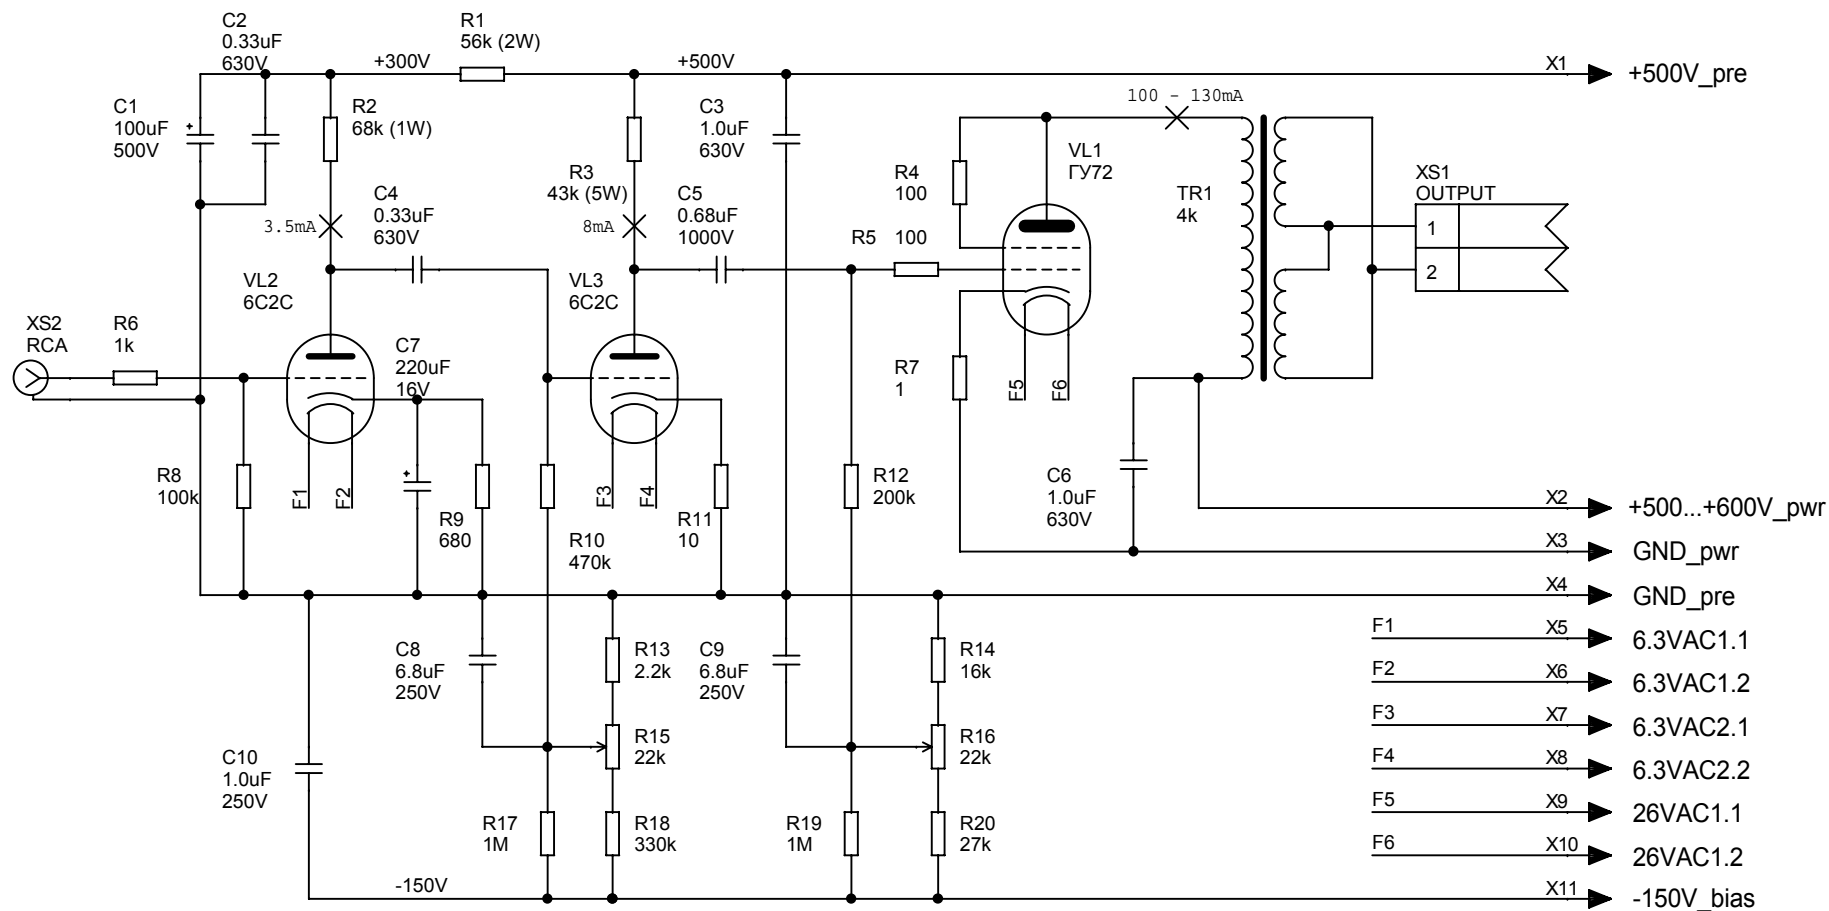 C2
0.33uF
630V
R1
56k (2W)
+300V
+500V
X1
+500V_pre
C1
100uF
500V
+
R2
68k (1W)
C3
1.0uF
630V
100 - 130mA
VL1
ГУ72
R4
100
TR1
4k
XS1
OUTPUT
1
2
R3
43k (5W)
C4
0.33uF
630V
3.5mA
8mA
C5
0.68uF
1000V
R5 100
VL2
6C2C
VL3
6C2C
XS2
RCA
R6
1k
C7
220uF
16V
+
R7
1
F5
F6
R8
100k
F1
F2
R9
680
F3
F4
R10
470k
R11
10
R12
200k
C6
1.0uF
630V
X2
+500...+600V_pwr
X3
GND_pwr
X4
GND_pre
C8
6.8uF
250V
R13
2.2k
C9
6.8uF
250V
R14
16k
F1 X5 6.3VAC1.1
F2 X6 6.3VAC1.2
F3 X7 6.3VAC2.1
F4 X8 6.3VAC2.2
F5 X9 26VAC1.1
F6 X10 26VAC1.2
C10
1.0uF
250V
R15
22k
R16
22k
R17
1M
R18
330k
R19
1M
R20
27k
-150V
X11
-150V_bias